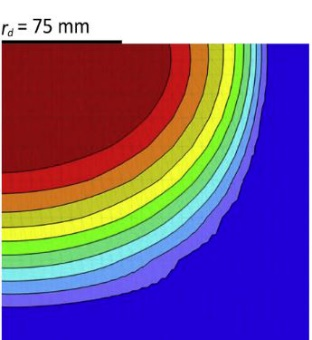 r_d = 75 mm